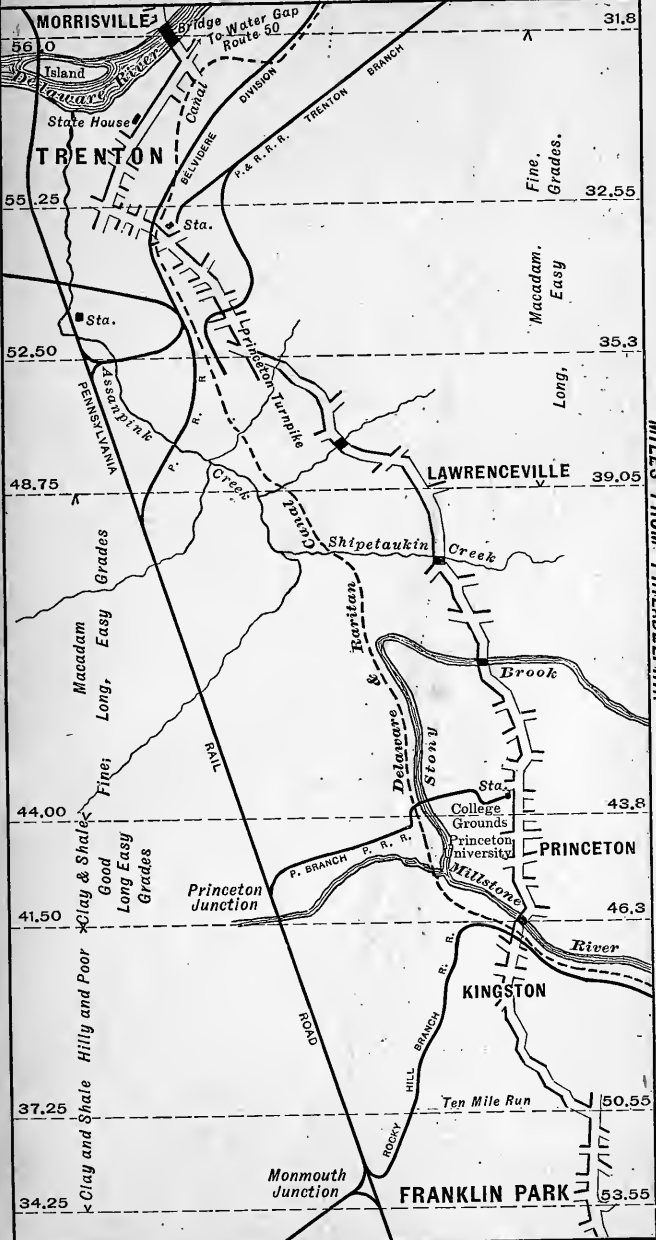 MORRISVILLE
Bridge
To Water Gap
Route 50
31.8
56.0
Island
Delaware River
Canal
State House
TRENTON
BELVIDERE DIVISION
P. & R. R. R. TRENTON BRANCH
Fine.
Grades.
55.25
32.55
Sta.
Macadam.
Easy
Sta.
Princeton Turnpike
52.50
35.3
Long,
PENNSYLVANIA
Assanpink
Creek
P. R. R
LAWRENCEVILLE
48.75
39.05
Shipetaukin Creek
Canal
Raritan
&
Delaware
Macadam
Fine; Long, Easy Grades
Stony
Brook
RAIL
Sta.
College
Grounds
Princeton
University
PRINCETON
44.00
43.8
P. BRANCH P. R. R.
Clay & Shale
Good
Long Easy
Grades
Princeton
Junction
Millstone
River
41.50
46.3
KINGSTON
Hilly and Poor
Clay and Shale
ROAD
ROCKY HILL BRANCH R. R.
Ten Mile Run
37.25
50.55
Monmouth
Junction
FRANKLIN PARK
34.25
53.55
MILES FROM PHILADELPHIA